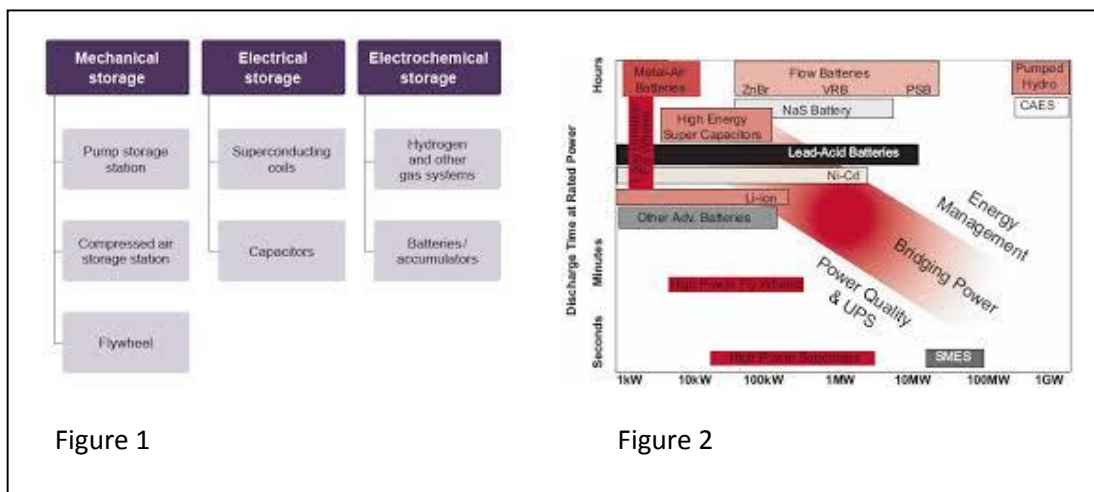 Mechanical
storage
Electrical
storage
Electrochemical
storage
Pump storage
station
Superconducting
coils
Hydrogen
and other
gas systems
Compressed air
storage station
Capacitors
Batteries/
accumulators
Flywheel
Figure 1
Discharge Time at Rated Power
Hours
Minutes
Seconds
Metal-Air
Batteries
Flow Batteries
ZnBr VRB PSB
Pumped
Hydro
NaS Battery
CAES
High Energy
Super Capacitors
Lead-Acid Batteries
Ni-Cd
Li-ion
Other Adv. Batteries
High Power Fly Wheels
High Power Supercaps
SMES
Energy
Management
Bridging Power
Power Quality
& UPS
1kW 10kW 100kW 1MW 10MW 100MW 1GW
Figure 2